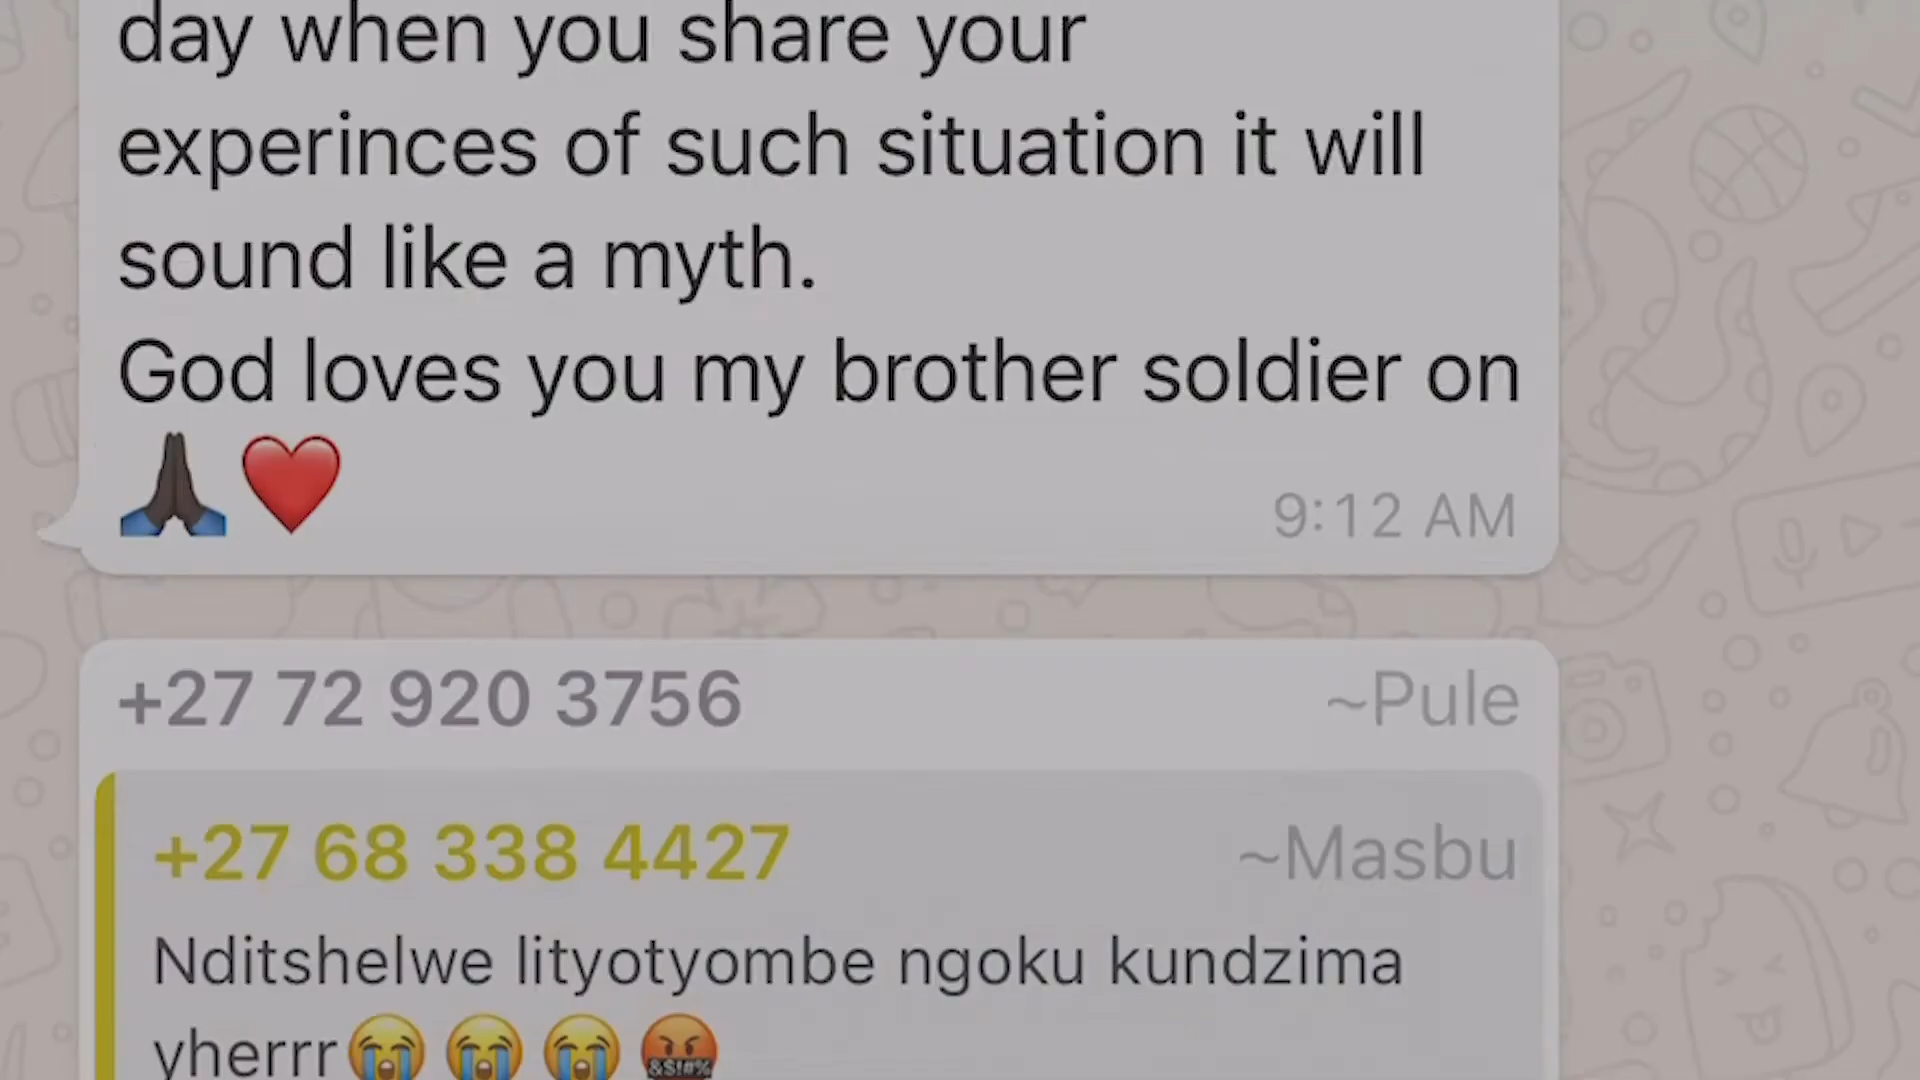 day when you share your
experinces of such situation it will
sound like a myth.
God loves you my brother soldier on
🙏🏿❤️
9:12 AM
+27 72 920 3756 ~Pule
+27 68 338 4427 ~Masbu
Nditshelwe lityotyombe ngoku kundzima
yherrr😭😭😭🤬